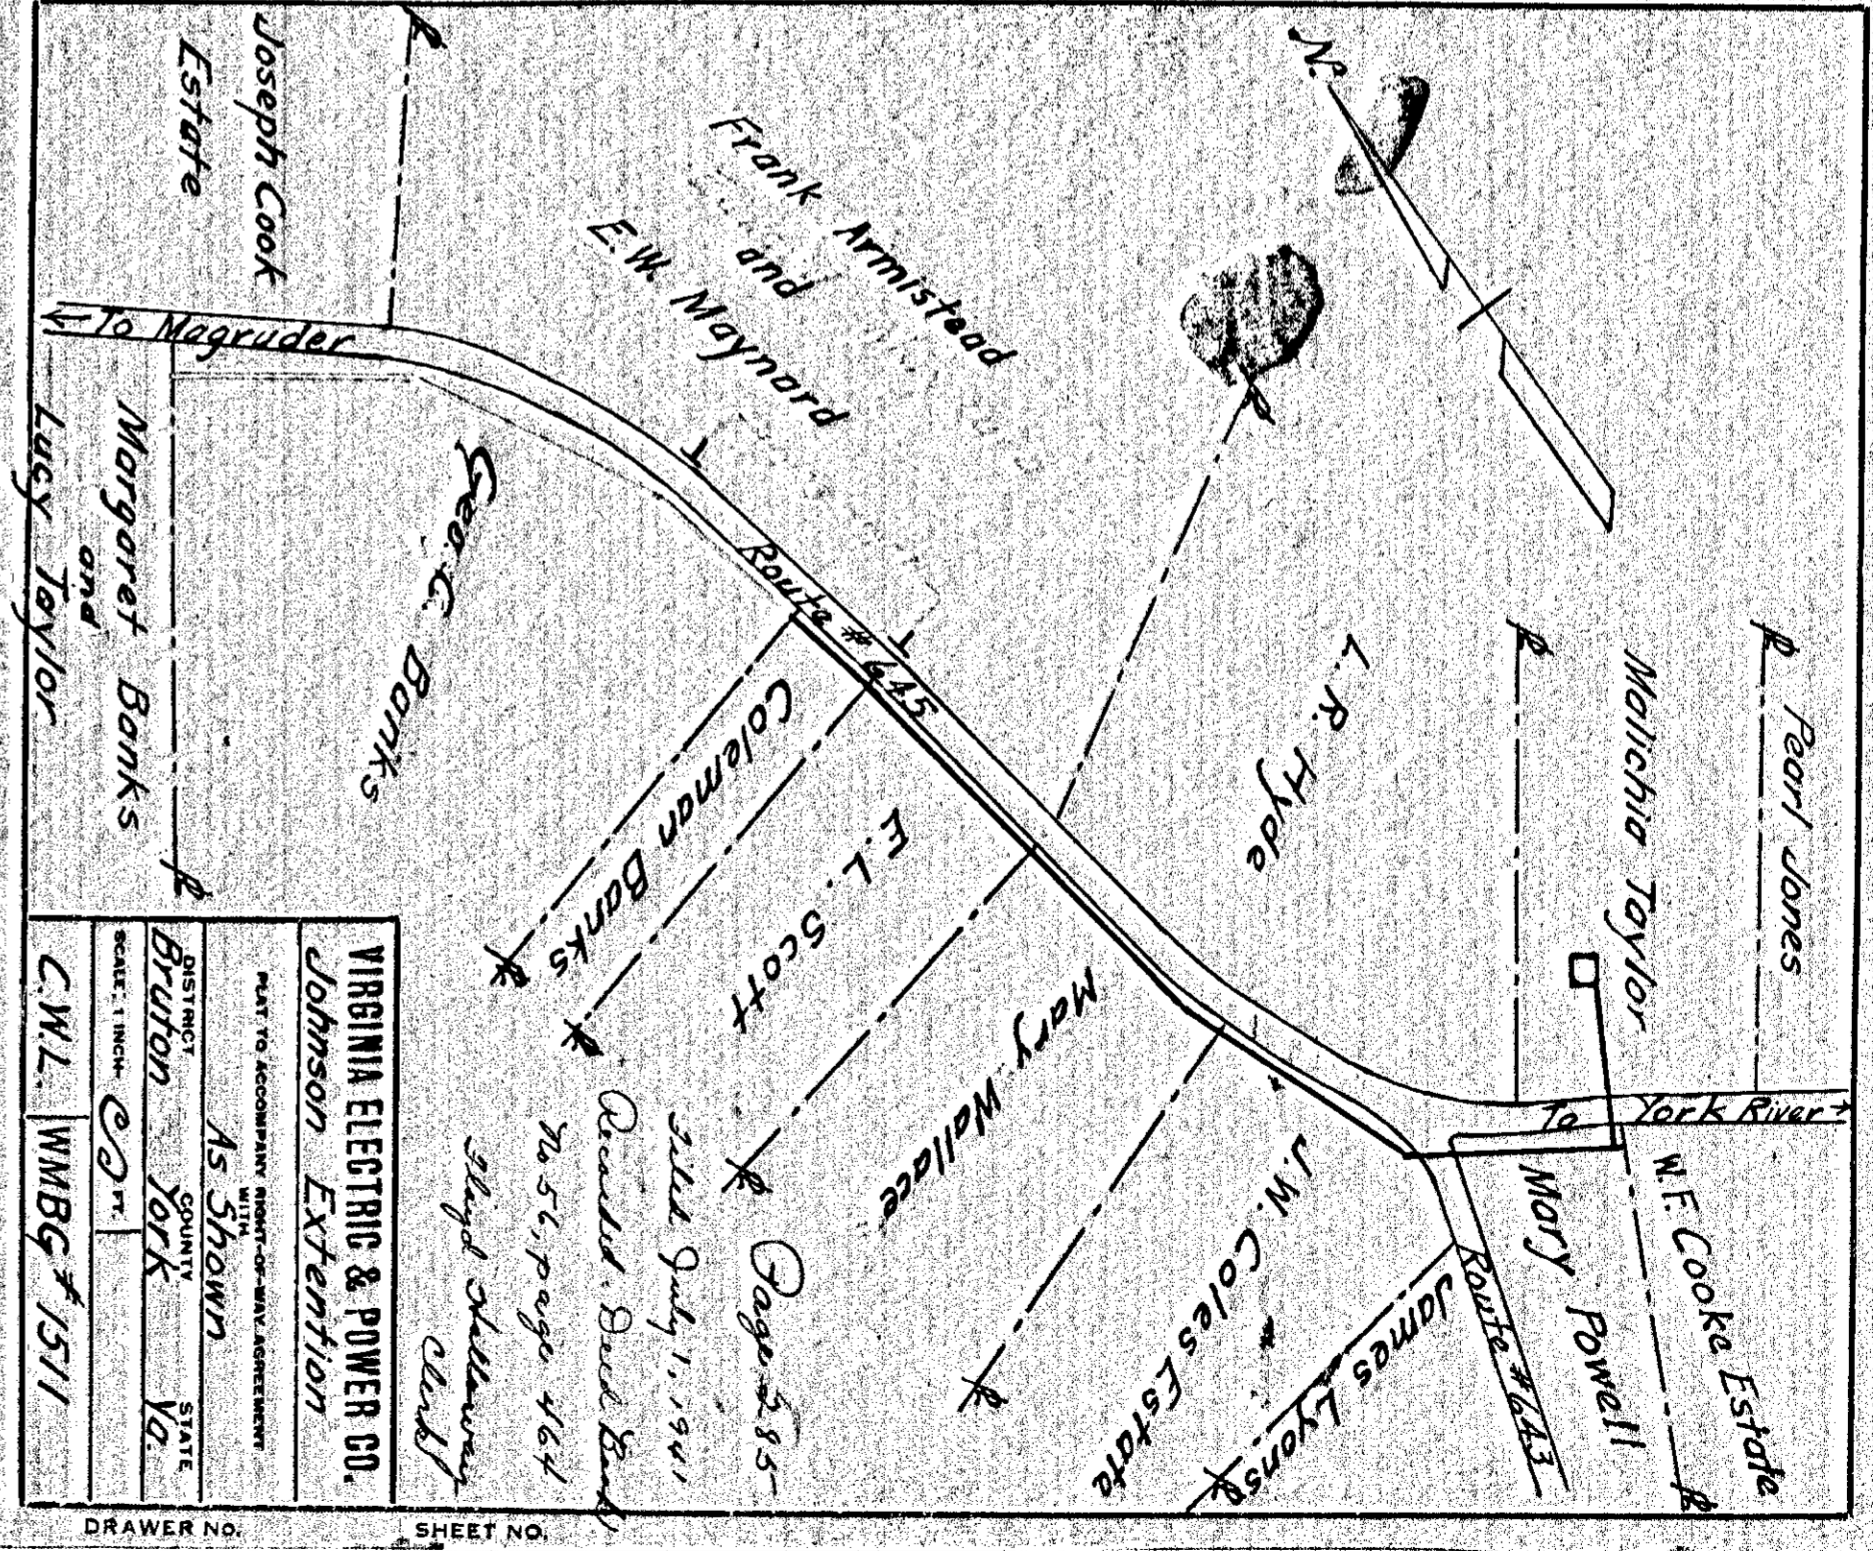 N.
Joseph Cook
Estate
Frank Armistead
and
E.W. Maynard
L. R. Hyde
Malichia Taylor
Pearl Jones
← To Magruder
Route # 645
To York River →
Route # 643
Margaret Banks
and
Lucy Taylor
Geo. C. Banks
Coleman Banks
E. L. Scott
Mary Wallace
J. W. Coles Estate
James Lyons
Mary Powell
W. F. Cooke Estate
Page 285
Filed July 1, 1941
Recorded. Deed Book
No 56, page 464
Floyd Holloway
Clerk
VIRGINIA ELECTRIC & POWER CO.
Johnson Extention
PLAT TO ACCOMPANY RIGHT-OF-WAY AGREEMENT
WITH
As Shown
DISTRICT COUNTY STATE
Bruton York Va.
SCALE: 1 INCH= FT.
C.W.L. WMBG # 1511
DRAWER NO. SHEET NO.